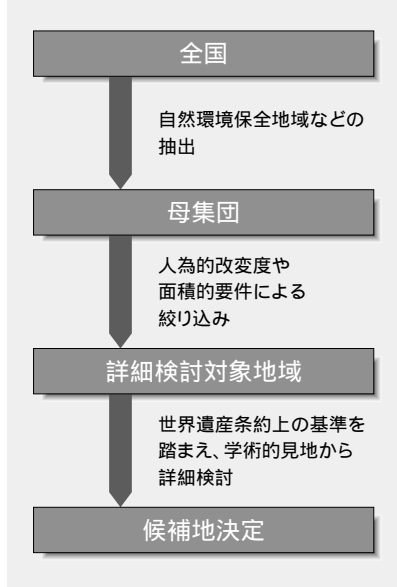 全国
自然環境保全地域などの
抽出
母集団
人為的改変度や
面積的要件による
絞り込み
詳細検討対象地域
世界遺産条約上の基準を
踏まえ、学術的見地から
詳細検討
候補地決定